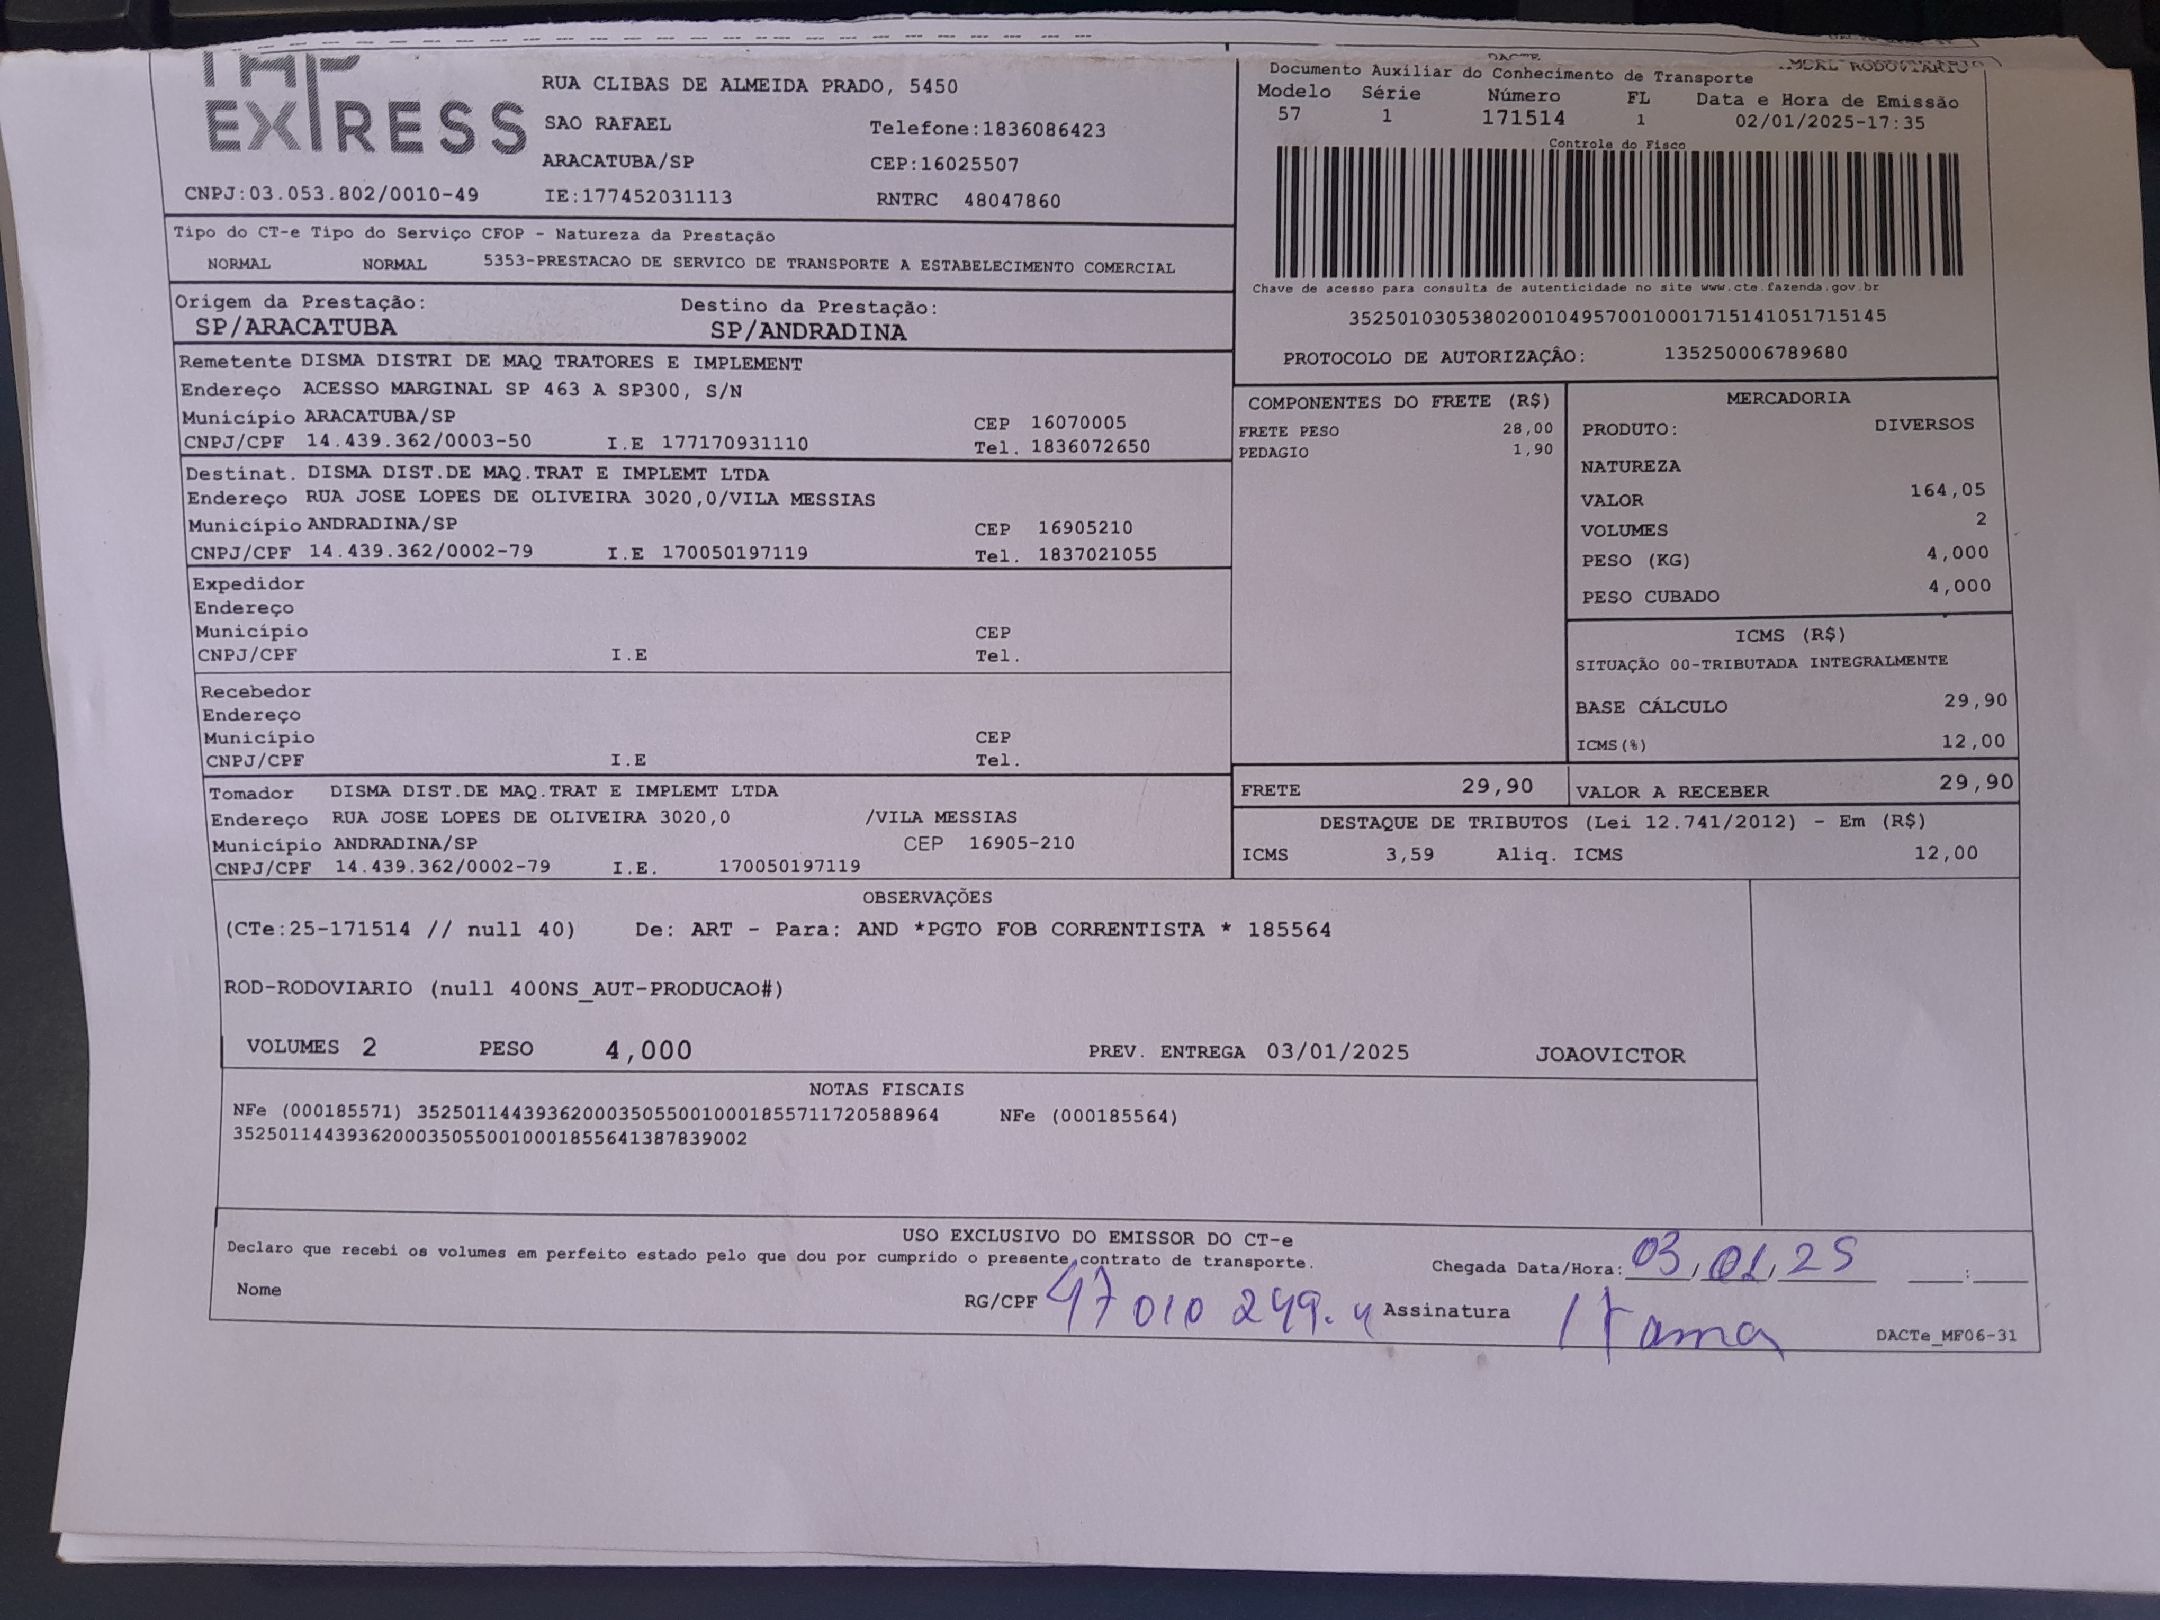 EXPRESS
RUA CLIBAS DE ALMEIDA PRADO, 5450
SAO RAFAEL Telefone:1836086423
ARACATUBA/SP CEP:16025507
CNPJ:03.053.802/0010-49 IE:177452031113 RNTRC 48047860
DACTE
MODAL RODOVIARIO
Documento Auxiliar do Conhecimento de Transporte
Modelo Série Número FL Data e Hora de Emissão
57 1 171514 1 02/01/2025-17:35
Controle do Fisco
Chave de acesso para consulta de autenticidade no site www.cte.fazenda.gov.br
35250103053802001049570010001715141051715145
PROTOCOLO DE AUTORIZAÇÂO: 135250006789680
Tipo do CT-e Tipo do Serviço CFOP - Natureza da Prestação
NORMAL NORMAL 5353-PRESTACAO DE SERVICO DE TRANSPORTE A ESTABELECIMENTO COMERCIAL
Origem da Prestação: Destino da Prestação:
SP/ARACATUBA SP/ANDRADINA
Remetente DISMA DISTRI DE MAQ TRATORES E IMPLEMENT
Endereço ACESSO MARGINAL SP 463 A SP300, S/N
Município ARACATUBA/SP CEP 16070005
CNPJ/CPF 14.439.362/0003-50 I.E 177170931110 Tel. 1836072650
Destinat. DISMA DIST.DE MAQ.TRAT E IMPLEMT LTDA
Endereço RUA JOSE LOPES DE OLIVEIRA 3020,0/VILA MESSIAS
Município ANDRADINA/SP CEP 16905210
CNPJ/CPF 14.439.362/0002-79 I.E 170050197119 Tel. 1837021055
Expedidor
Endereço
Município CEP
CNPJ/CPF I.E Tel.
Recebedor
Endereço
Município CEP
CNPJ/CPF I.E Tel.
Tomador DISMA DIST.DE MAQ.TRAT E IMPLEMT LTDA
Endereço RUA JOSE LOPES DE OLIVEIRA 3020,0 /VILA MESSIAS
Município ANDRADINA/SP CEP 16905-210
CNPJ/CPF 14.439.362/0002-79 I.E. 170050197119
COMPONENTES DO FRETE (R$)
FRETE PESO 28,00
PEDAGIO 1,90
MERCADORIA
PRODUTO: DIVERSOS
NATUREZA
VALOR 164,05
VOLUMES 2
PESO (KG) 4,000
PESO CUBADO 4,000
ICMS (R$)
SITUAÇÃO 00-TRIBUTADA INTEGRALMENTE
BASE CÁLCULO 29,90
ICMS(%) 12,00
FRETE 29,90 VALOR A RECEBER 29,90
DESTAQUE DE TRIBUTOS (Lei 12.741/2012) - Em (R$)
ICMS 3,59 Aliq. ICMS 12,00
OBSERVAÇÕES
(CTe:25-171514 // null 40) De: ART - Para: AND *PGTO FOB CORRENTISTA * 185564
ROD-RODOVIARIO (null 400NS_AUT-PRODUCAO#)
VOLUMES 2 PESO 4,000 PREV. ENTREGA 03/01/2025 JOAOVICTOR
NOTAS FISCAIS
NFe (000185571) 35250114439362000350550010001855711720588964 NFe (000185564)
35250114439362000350550010001855641387839002
USO EXCLUSIVO DO EMISSOR DO CT-e
Declaro que recebi os volumes em perfeito estado pelo que dou por cumprido o presente contrato de transporte. Chegada Data/Hora: 03,01,25 :
Nome RG/CPF 47 010 249.4 Assinatura Itama
DACTe_MF06-31